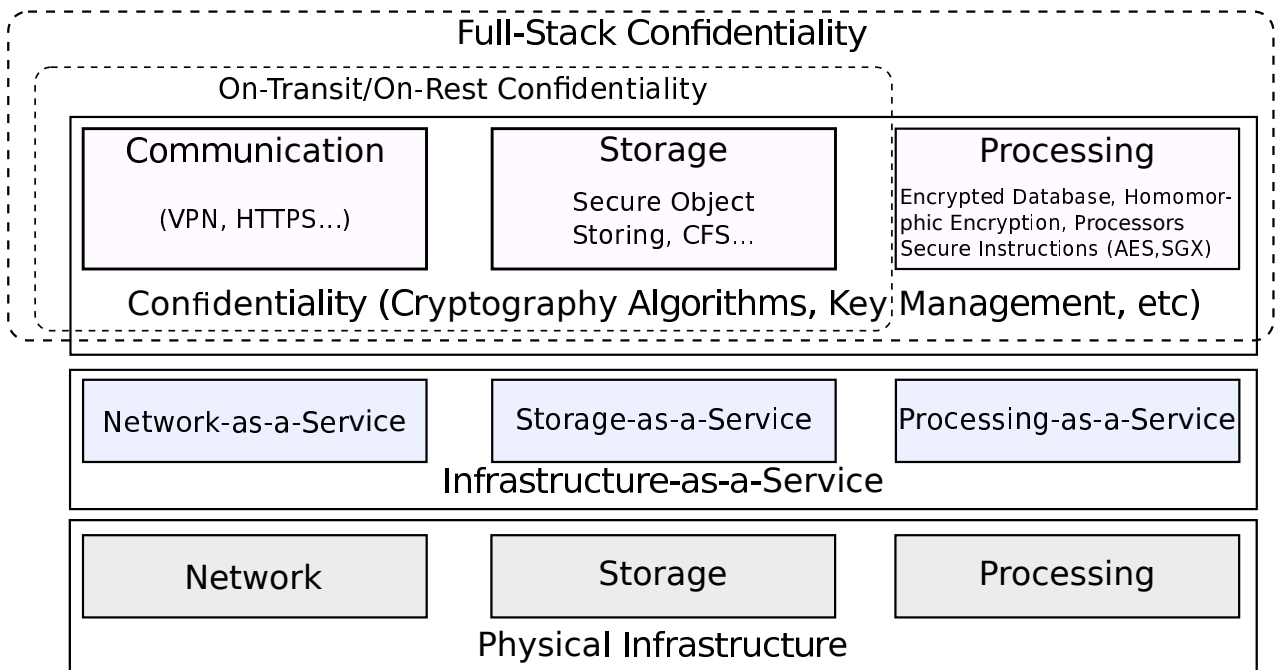 Full-Stack Confidentiality
On-Transit/On-Rest Confidentiality
Communication
(VPN, HTTPS...)
Storage
Secure Object
Storing, CFS...
Processing
Encrypted Database, Homomor-
phic Encryption, Processors
Secure Instructions (AES,SGX)
Confidentiality (Cryptography Algorithms, Key Management, etc)
Network-as-a-Service
Storage-as-a-Service
Processing-as-a-Service
Infrastructure-as-a-Service
Network
Storage
Processing
Physical Infrastructure